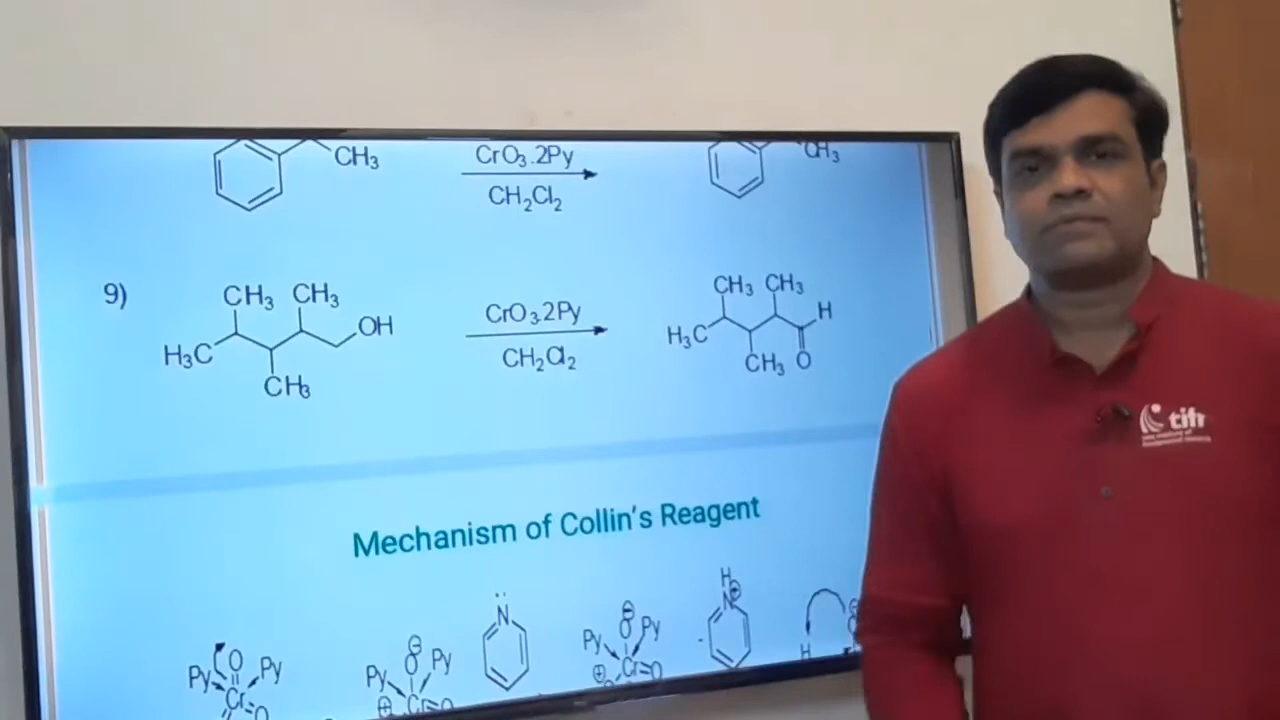 CH3
CrO3.2Py
CH2Cl2
CH3
9)
CH3 CH3
OH
H3C
CH3
CrO3.2Py
CH2Cl2
CH3 CH3
H
H3C
CH3 O
Mechanism of Collin's Reagent
Py O Py
Cr=O
⊖
O Py
Py
⊕ Cr=O
N
⊖
O Py
Py
⊕ Cr=O
H
N⊕
H
tifr